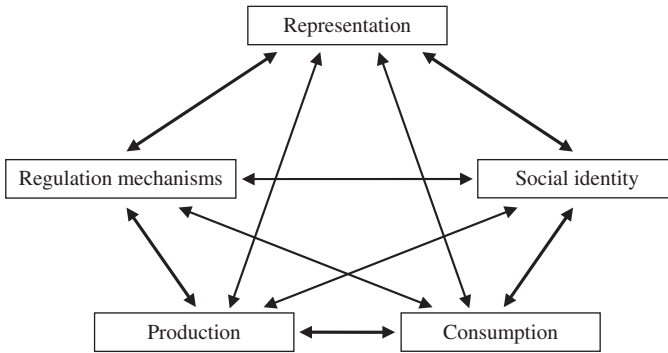 Representation
Regulation mechanisms
Social identity
Production
Consumption